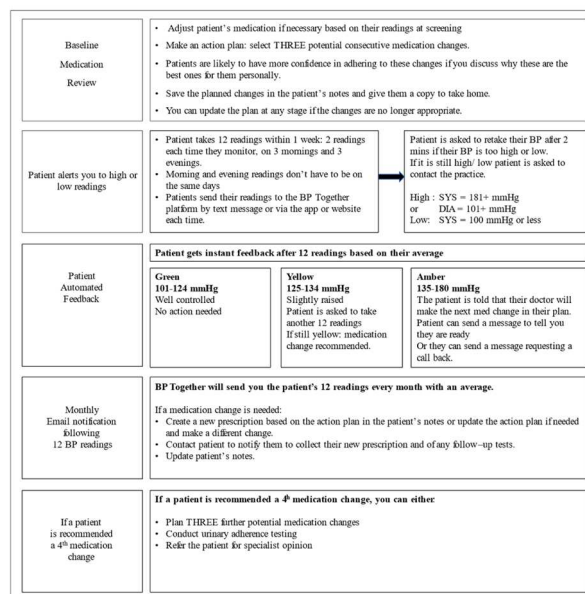 Baseline
Medication
Review
• Adjust patient's medication if necessary based on their readings at screening
• Make an action plan: select THREE potential consecutive medication changes.
• Patients are likely to have more confidence in adhering to these changes if you discuss why these are the
best ones for them personally.
• Save the planned changes in the patient's notes and give them a copy to take home.
• You can update the plan at any stage if the changes are no longer appropriate.
Patient alerts you to high or
low readings
• Patient takes 12 readings within 1 week: 2 readings
each time they monitor, on 3 mornings and 3
evenings.
• Morning and evening readings don't have to be on
the same days
• Patients send their readings to the BP Together
platform by text message or via the app or website
each time.
Patient is asked to retake their BP after 2
mins if their BP is too high or low.
If it is still high/ low patient is asked to
contact the practice.
High : SYS = 181+ mmHg
or DIA = 101+ mmHg
Low: SYS = 100 mmHg or less
Patient
Automated
Feedback
Patient gets instant feedback after 12 readings based on their average
Green
101-124 mmHg
Well controlled
No action needed
Yellow
125-134 mmHg
Slightly raised
Patient is asked to take
another 12 readings
If still yellow: medication
change recommended.
Amber
135-180 mmHg
The patient is told that their doctor will
make the next med change in their plan.
Patient can send a message to tell you
they are ready
Or they can send a message requesting a
call back.
Monthly
Email notification
following
12 BP readings
BP Together will send you the patient's 12 readings every month with an average.
If a medication change is needed:
• Create a new prescription based on the action plan in the patient's notes or update the action plan if needed
and make a different change.
• Contact patient to notify them to collect their new prescription and of any follow–up tests.
• Update patient's notes.
If a patient
is recommended
a 4th medication
change
If a patient is recommended a 4th medication change, you can either
• Plan THREE further potential medication changes
• Conduct urinary adherence testing
• Refer the patient for specialist opinion